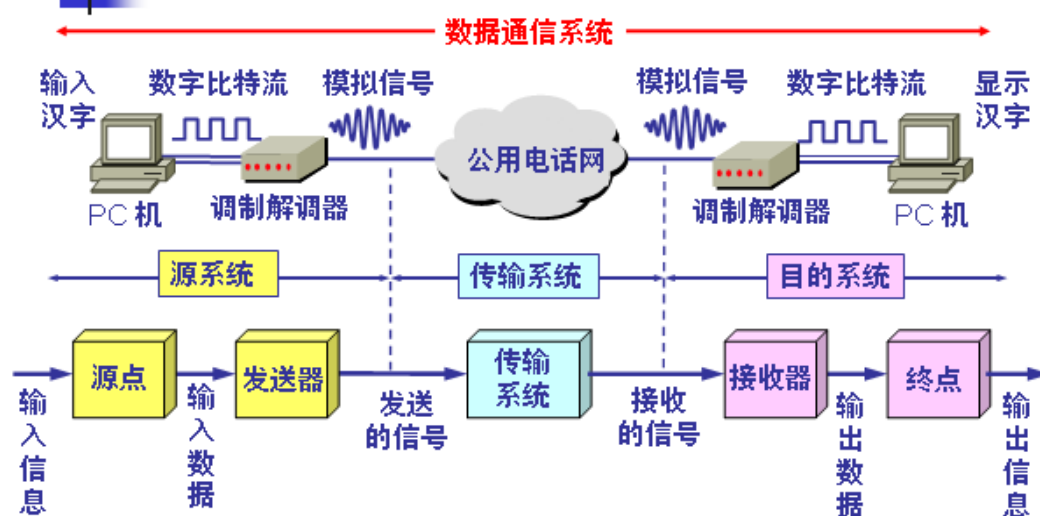 数据通信系统
输入
汉字
数字比特流
模拟信号
模拟信号
数字比特流
显示
汉字
公用电话网
PC 机
调制解调器
调制解调器
PC 机
源系统
传输系统
目的系统
源点
发送器
传输
系统
接收器
终点
输入信息
输入数据
发送
的信号
接收
的信号
输出数据
输出信息